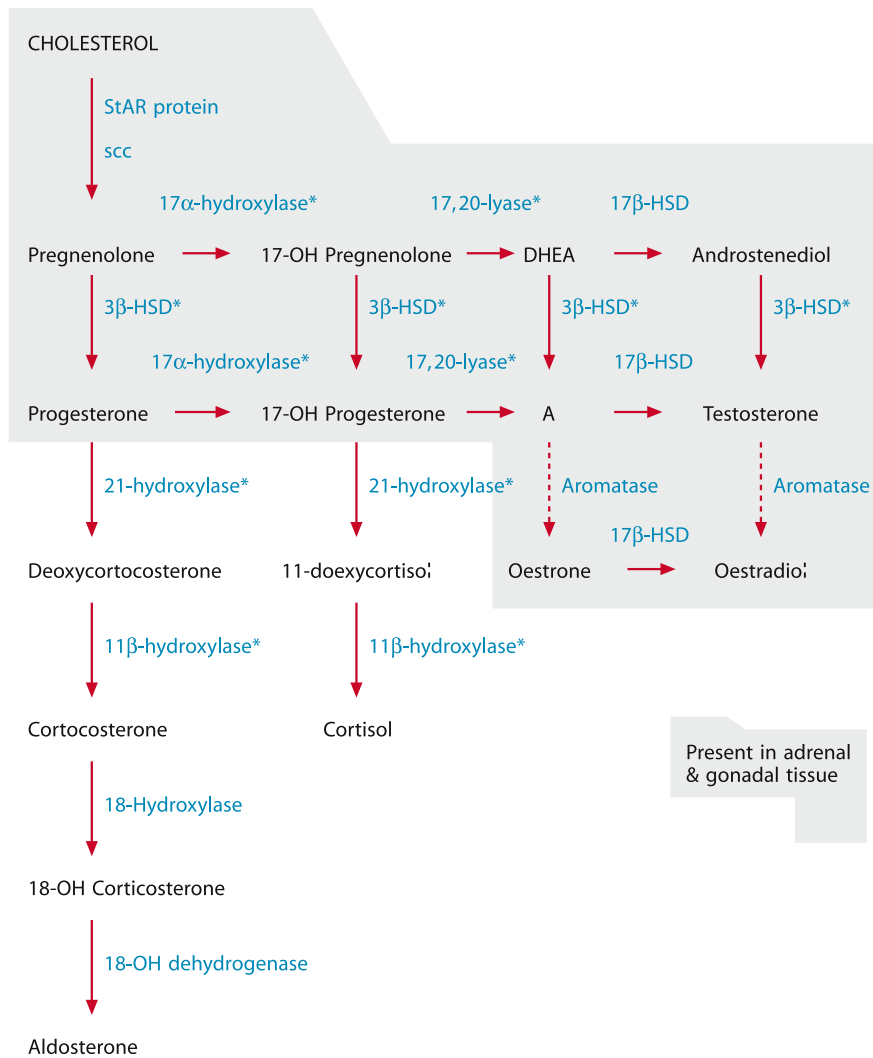 CHOLESTEROL
StAR protein
scc
17α-hydroxylase* 17,20-lyase* 17β-HSD
Pregnenolone 17-OH Pregnenolone DHEA Androstenediol
3β-HSD* 3β-HSD* 3β-HSD* 3β-HSD*
17α-hydroxylase* 17,20-lyase* 17β-HSD
Progesterone 17-OH Progesterone A Testosterone
21-hydroxylase* 21-hydroxylase* Aromatase Aromatase
17β-HSD
Deoxycortocosterone 11-doexycortisol Oestrone Oestradiol
11β-hydroxylase* 11β-hydroxylase*
Cortocosterone Cortisol
Present in adrenal
& gonadal tissue
18-Hydroxylase
18-OH Corticosterone
18-OH dehydrogenase
Aldosterone